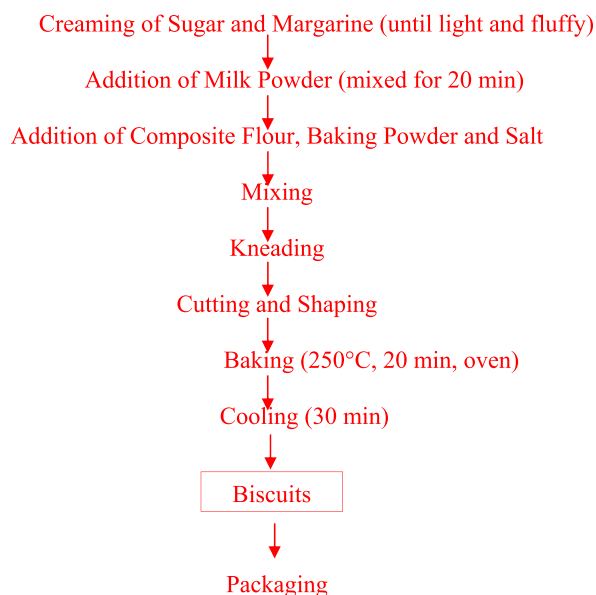 Creaming of Sugar and Margarine (until light and fluffy)
Addition of Milk Powder (mixed for 20 min)
Addition of Composite Flour, Baking Powder and Salt
Mixing
Kneading
Cutting and Shaping
Baking (250°C, 20 min, oven)
Cooling (30 min)
Biscuits
Packaging